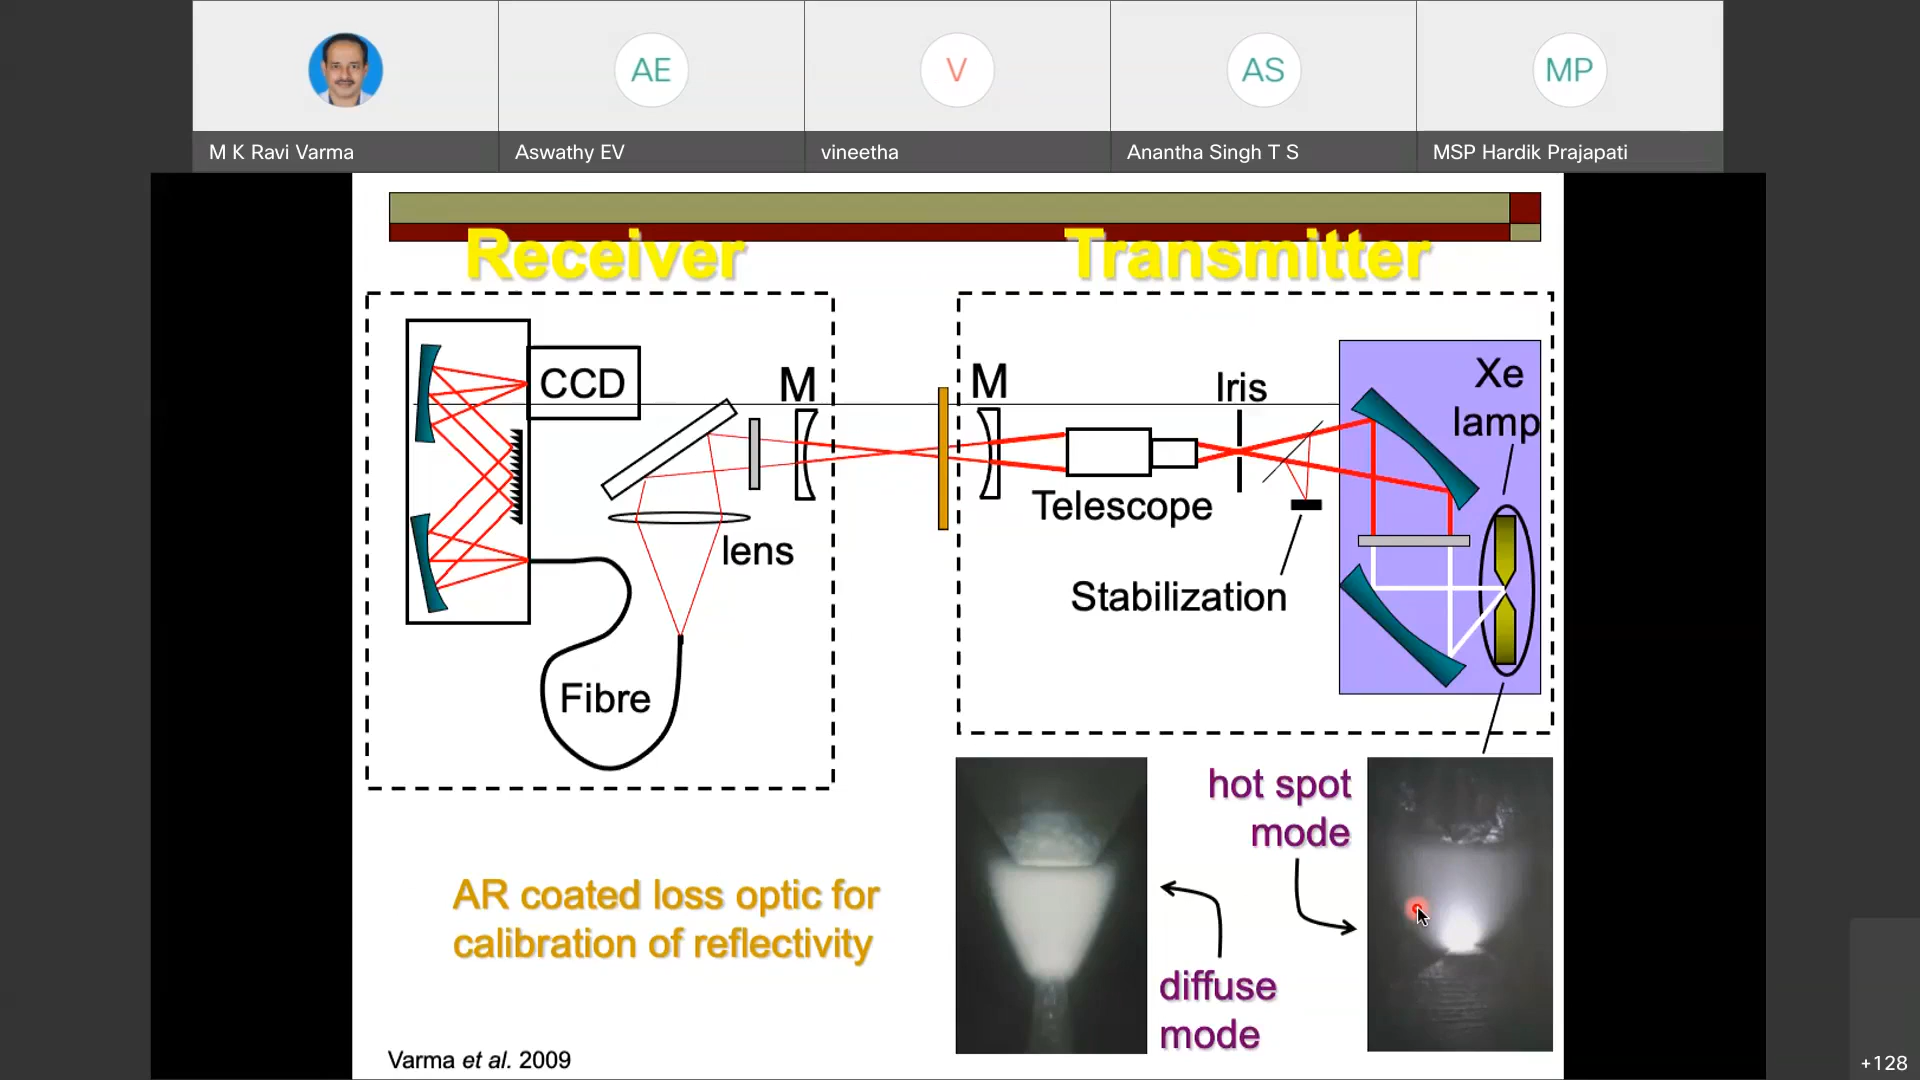 AE
V
AS
MP
M K Ravi Varma
Aswathy EV
vineetha
Anantha Singh T S
MSP Hardik Prajapati
Receiver
Transmitter
CCD
M
M
Iris
Xe
lamp
Telescope
lens
Stabilization
Fibre
hot spot
mode
AR coated loss optic for
calibration of reflectivity
diffuse
mode
Varma et al. 2009
+128